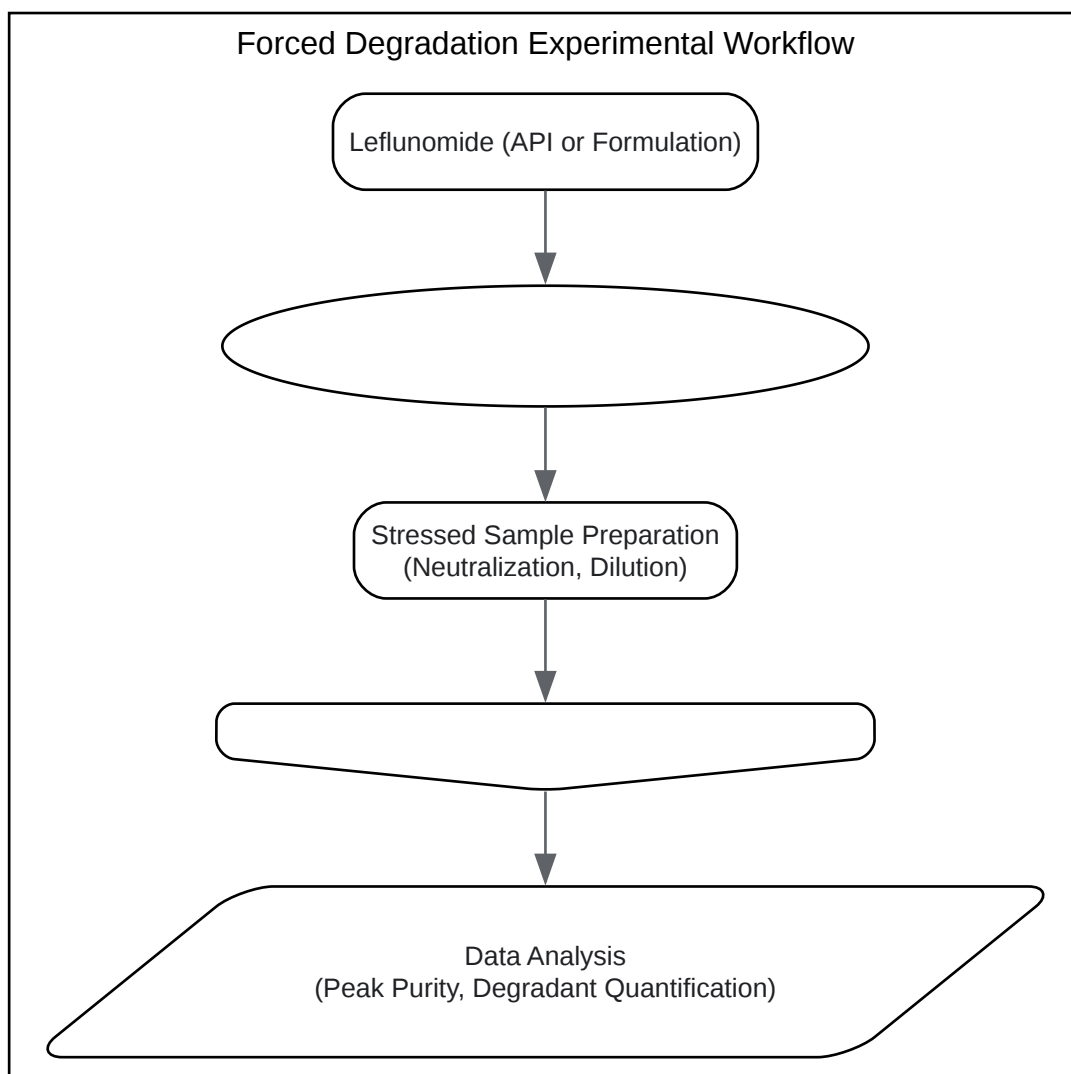 Forced Degradation Experimental Workflow
Leflunomide (API or Formulation)
Stressed Sample Preparation
(Neutralization, Dilution)
Data Analysis
(Peak Purity, Degradant Quantification)